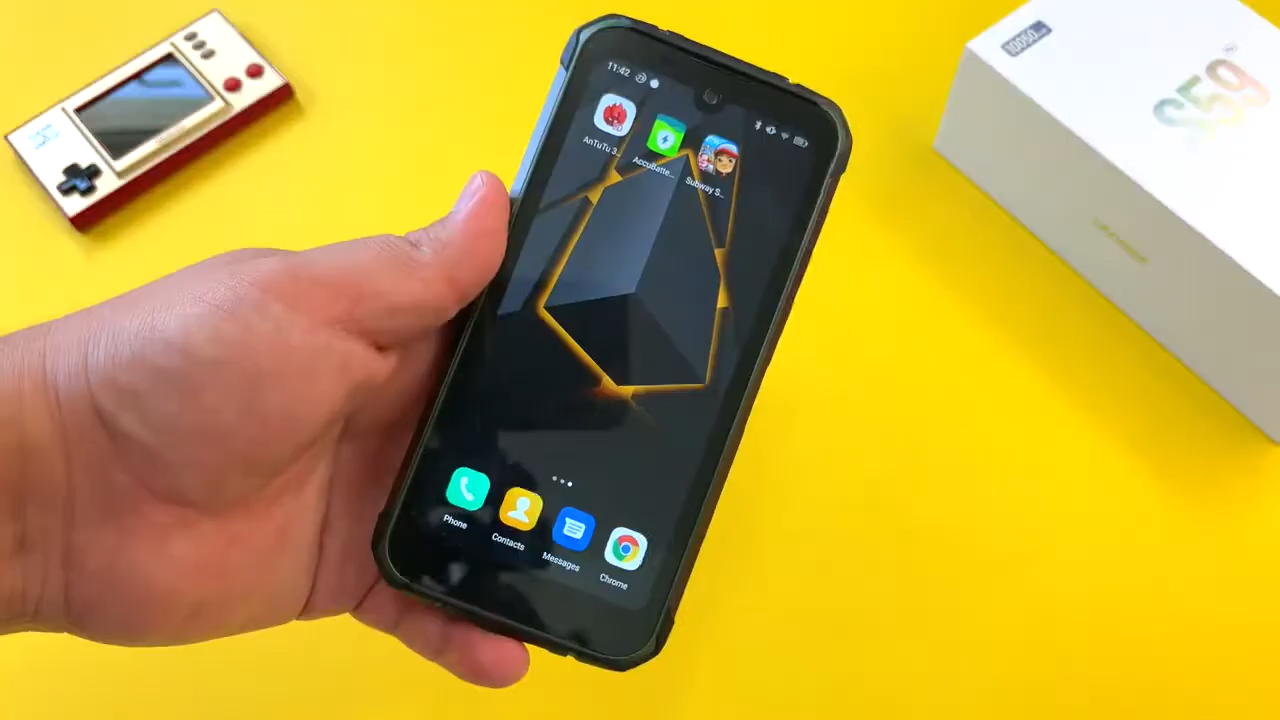 11:42
AnTuTu 3..
AccuBatte...
Subway S...
Phone
Contacts
Messages
Chrome
10050
S59